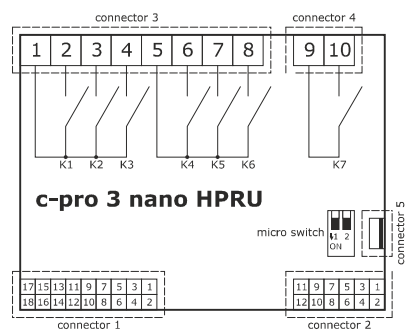 connector 3 connector 4
1 2 3 4 5 6 7 8 9 10
K1 K2 K3 K4 K5 K6 K7
c-pro 3 nano HPRU
micro switch
1 2
ON
connector 5
17 15 13 11 9 7 5 3 1 11 9 7 5 3 1
18 16 14 12 10 8 6 4 2 12 10 8 6 4 2
connector 1 connector 2